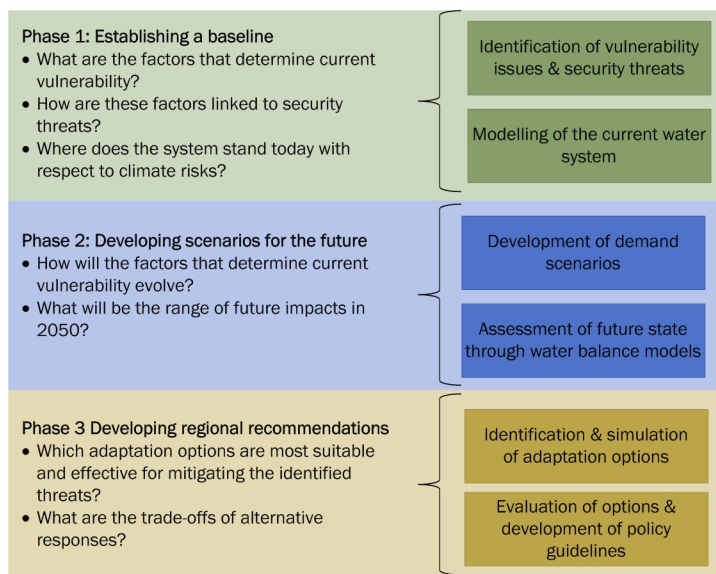 Phase 1: Establishing a baseline
• What are the factors that determine current
vulnerability?
• How are these factors linked to security
threats?
• Where does the system stand today with
respect to climate risks?
Identification of vulnerability
issues & security threats
Modelling of the current water
system
Phase 2: Developing scenarios for the future
• How will the factors that determine current
vulnerability evolve?
• What will be the range of future impacts in
2050?
Development of demand
scenarios
Assessment of future state
through water balance models
Phase 3 Developing regional recommendations
• Which adaptation options are most suitable
and effective for mitigating the identified
threats?
• What are the trade-offs of alternative
responses?
Identification & simulation
of adaptation options
Evaluation of options &
development of policy
guidelines